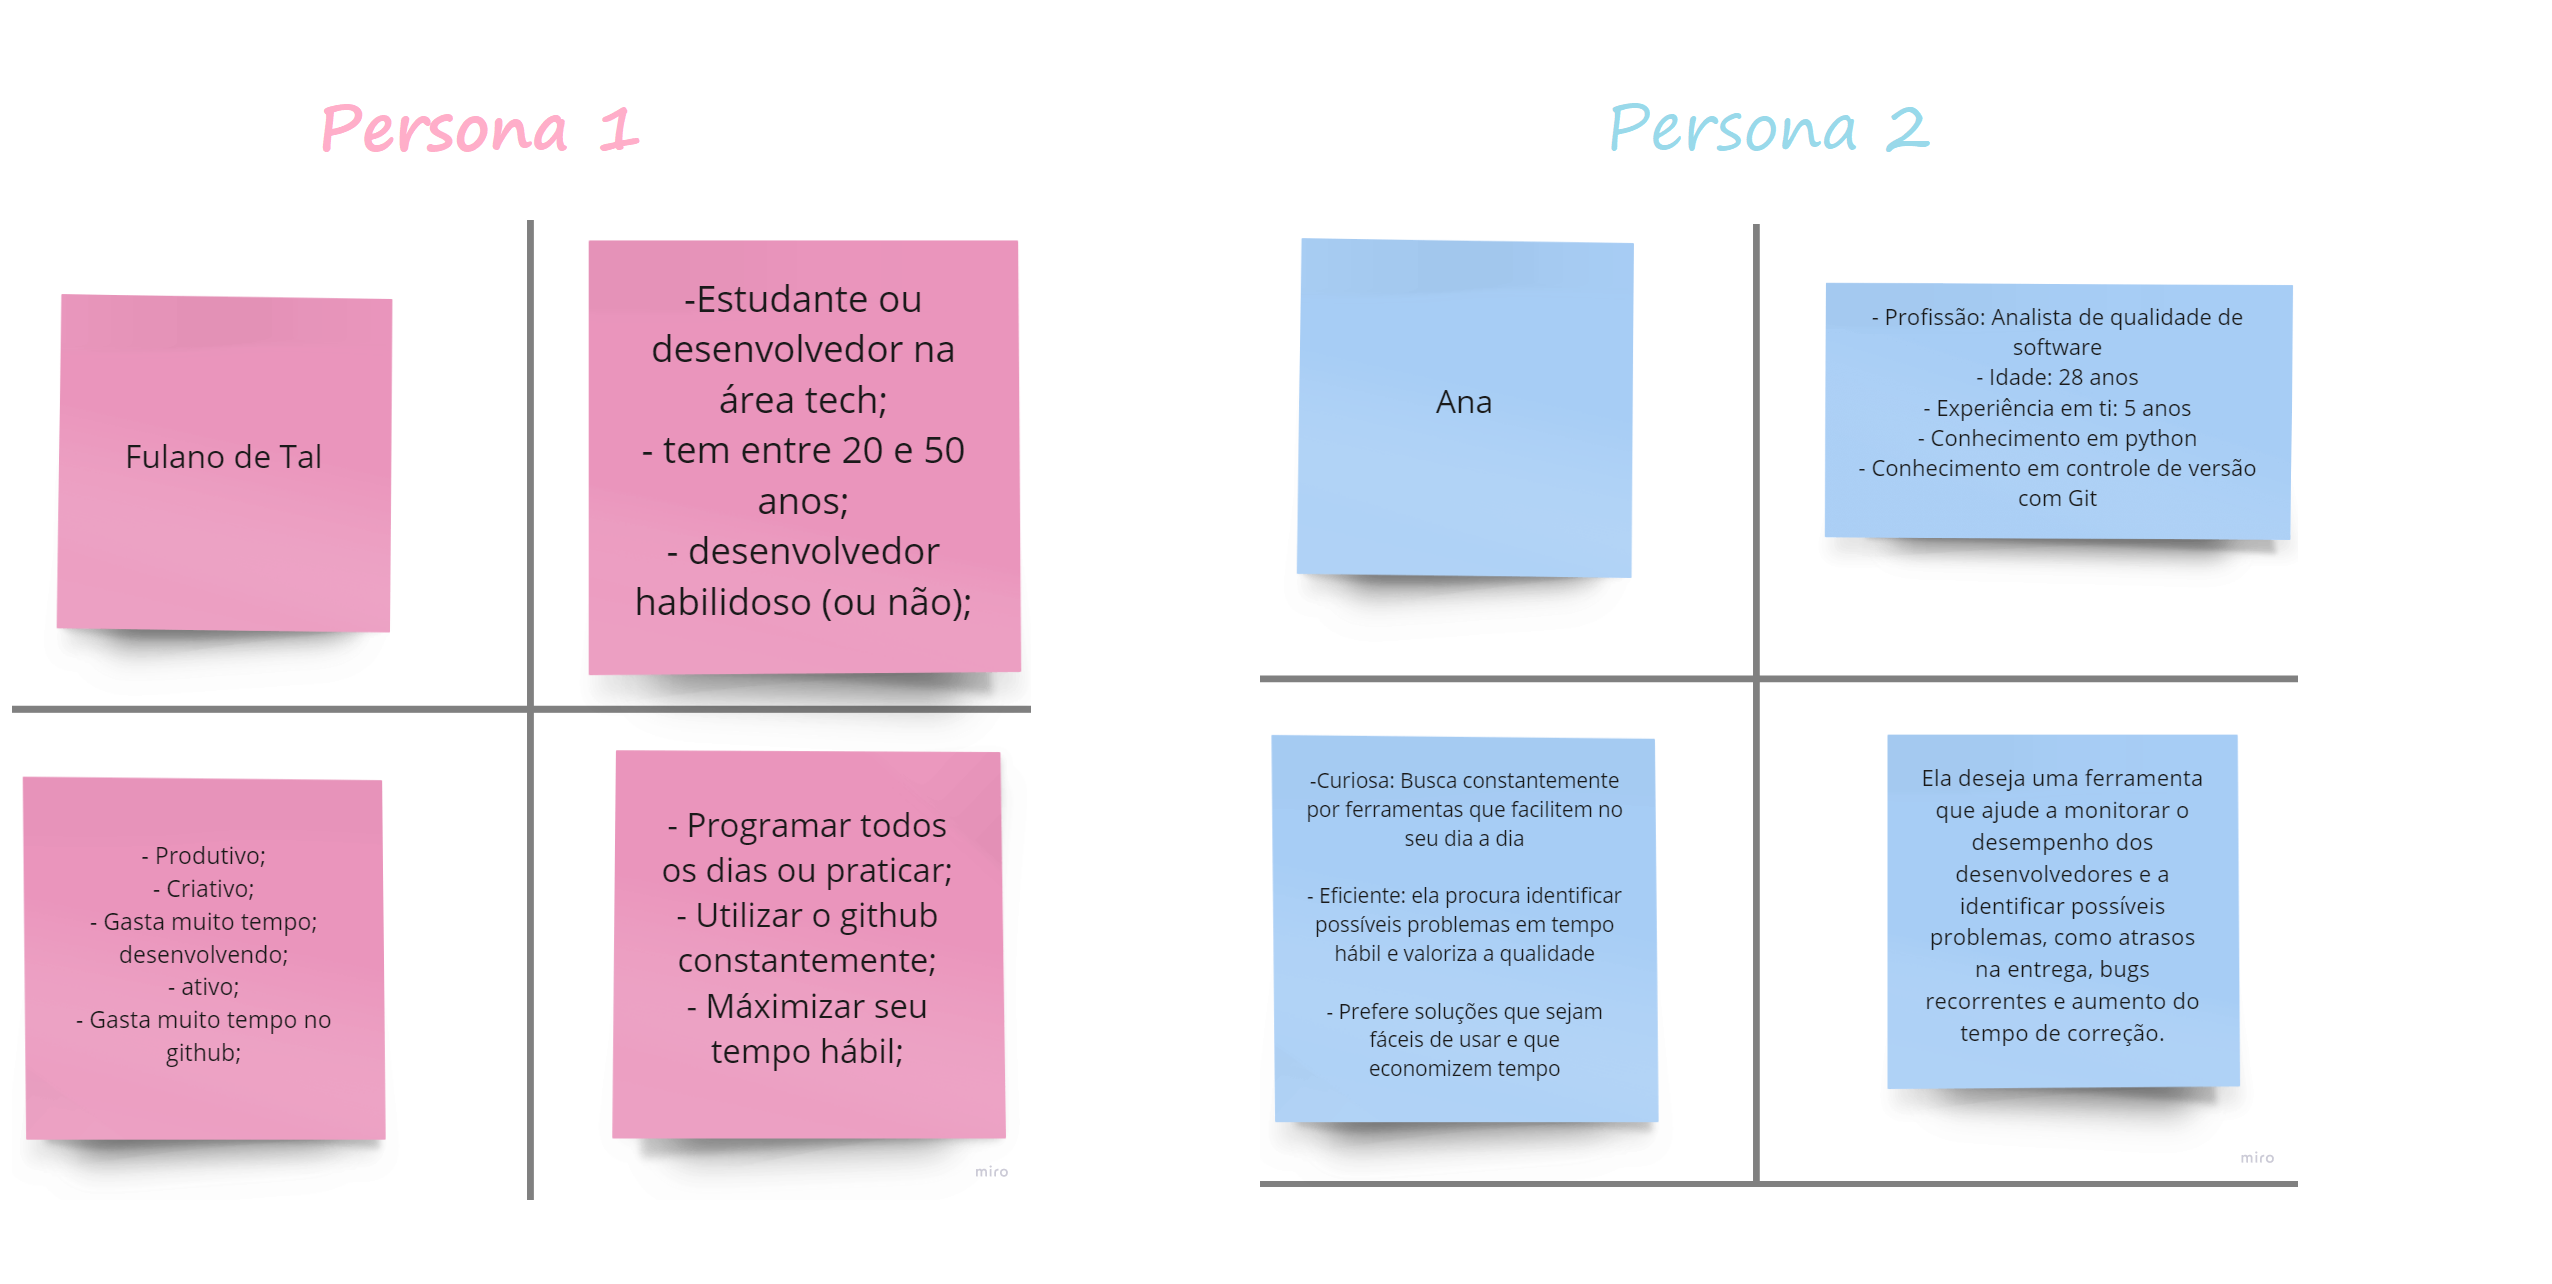 Persona 1
Fulano de Tal
-Estudante ou
desenvolvedor na
área tech;
- tem entre 20 e 50
anos;
- desenvolvedor
habilidoso (ou não);
- Produtivo;
- Criativo;
- Gasta muito tempo;
desenvolvendo;
- ativo;
- Gasta muito tempo no
github;
- Programar todos
os dias ou praticar;
- Utilizar o github
constantemente;
- Máximizar seu
tempo hábil;
miro
Persona 2
Ana
- Profissão: Analista de qualidade de
software
- Idade: 28 anos
- Experiência em ti: 5 anos
- Conhecimento em python
- Conhecimento em controle de versão
com Git
-Curiosa: Busca constantemente
por ferramentas que facilitem no
seu dia a dia
- Eficiente: ela procura identificar
possíveis problemas em tempo
hábil e valoriza a qualidade
- Prefere soluções que sejam
fáceis de usar e que
economizem tempo
Ela deseja uma ferramenta
que ajude a monitorar o
desempenho dos
desenvolvedores e a
identificar possíveis
problemas, como atrasos
na entrega, bugs
recorrentes e aumento do
tempo de correção.
miro